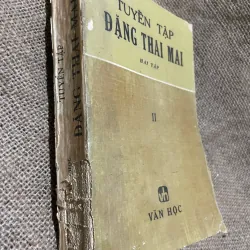 TUYỂN TẬP
ĐẶNG THAI MAI
HAI TẬP
II
VĂN HỌC
TUYỂN TẬP
ĐẶNG THAI MAI